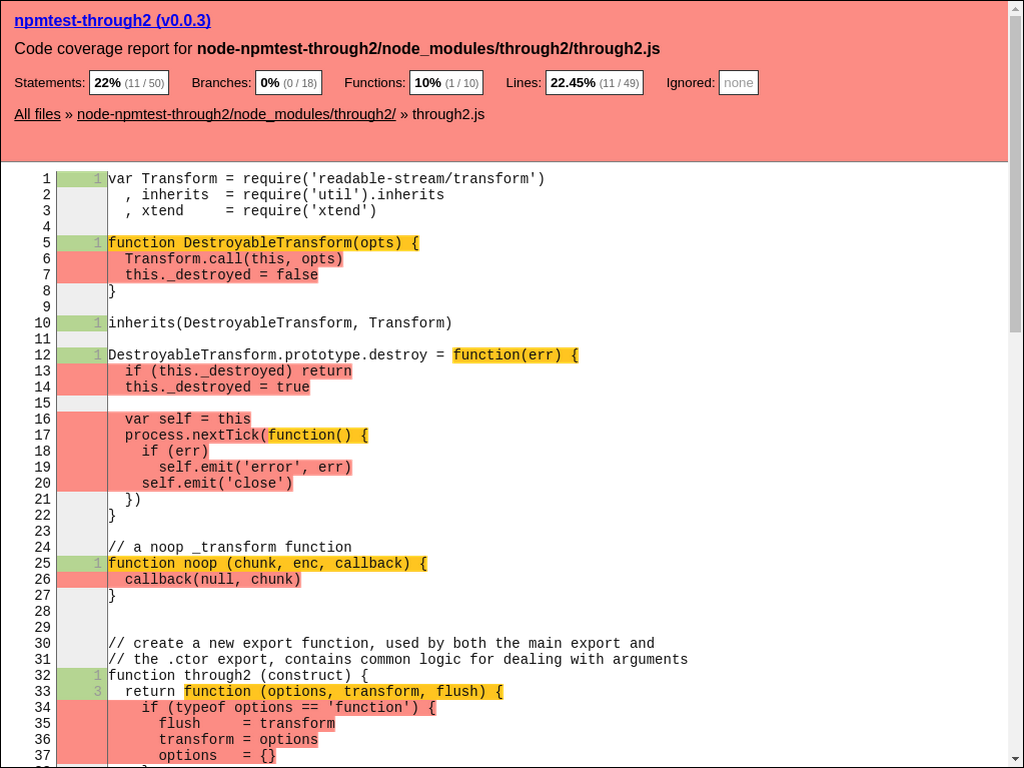 npmtest-through2 (v0.0.3)
Code coverage report for node-npmtest-through2/node_modules/through2/through2.js
Statements: 22% (11 / 50) Branches: 0% (0 / 18) Functions: 10% (1 / 10) Lines: 22.45% (11 / 49) Ignored: none
All files » node-npmtest-through2/node_modules/through2/ » through2.js
1 1 var Transform = require('readable-stream/transform')
2   , inherits  = require('util').inherits
3   , xtend     = require('xtend')
4
5 1 function DestroyableTransform(opts) {
6   Transform.call(this, opts)
7   this._destroyed = false
8 }
9
10 1 inherits(DestroyableTransform, Transform)
11
12 1 DestroyableTransform.prototype.destroy = function(err) {
13   if (this._destroyed) return
14   this._destroyed = true
15
16   var self = this
17   process.nextTick(function() {
18     if (err)
19       self.emit('error', err)
20     self.emit('close')
21   })
22 }
23
24 // a noop _transform function
25 1 function noop (chunk, enc, callback) {
26   callback(null, chunk)
27 }
28
29
30 // create a new export function, used by both the main export and
31 // the .ctor export, contains common logic for dealing with arguments
32 1 function through2 (construct) {
33 3   return function (options, transform, flush) {
34     if (typeof options == 'function') {
35       flush     = transform
36       transform = options
37       options   = {}